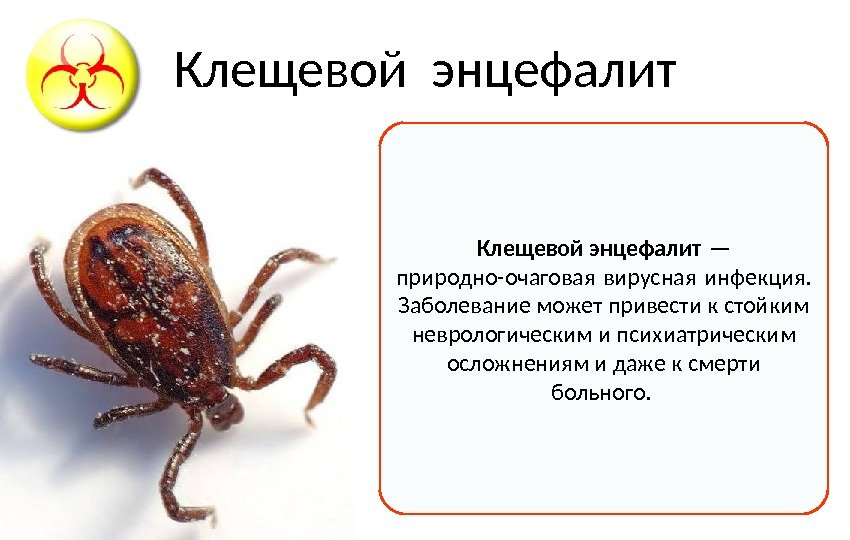 Клещевой энцефалит
Клещевой энцефалит —
природно-очаговая вирусная инфекция.
Заболевание может привести к стойким
неврологическим и психиатрическим
осложнениям и даже к смерти
больного.